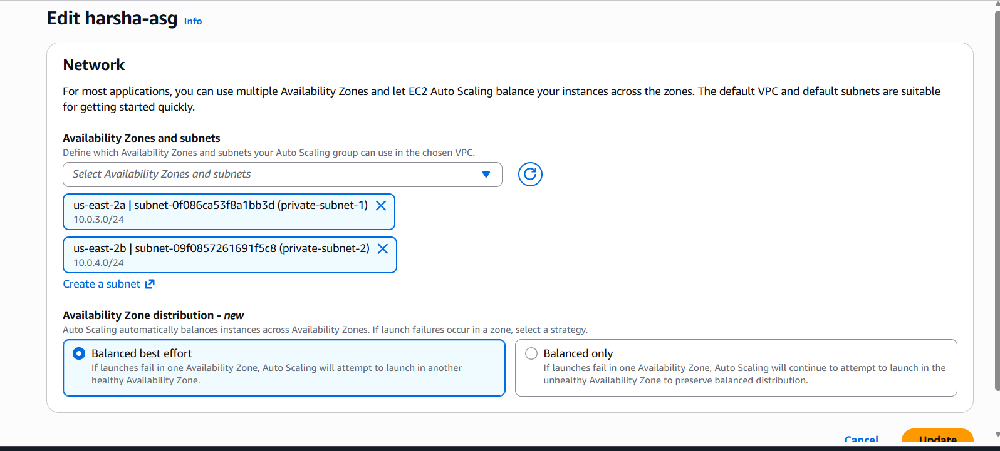 Edit harsha-asg Info
Network
For most applications, you can use multiple Availability Zones and let EC2 Auto Scaling balance your instances across the zones. The default VPC and default subnets are suitable
for getting started quickly.
Availability Zones and subnets
Define which Availability Zones and subnets your Auto Scaling group can use in the chosen VPC.
Select Availability Zones and subnets
us-east-2a | subnet-0f086ca53f8a1bb3d (private-subnet-1)
10.0.3.0/24
us-east-2b | subnet-09f0857261691f5c8 (private-subnet-2)
10.0.4.0/24
Create a subnet
Availability Zone distribution - new
Auto Scaling automatically balances instances across Availability Zones. If launch failures occur in a zone, select a strategy.
Balanced best effort
If launches fail in one Availability Zone, Auto Scaling will attempt to launch in another
healthy Availability Zone.
Balanced only
If launches fail in one Availability Zone, Auto Scaling will continue to attempt to launch in the
unhealthy Availability Zone to preserve balanced distribution.
Cancel Update